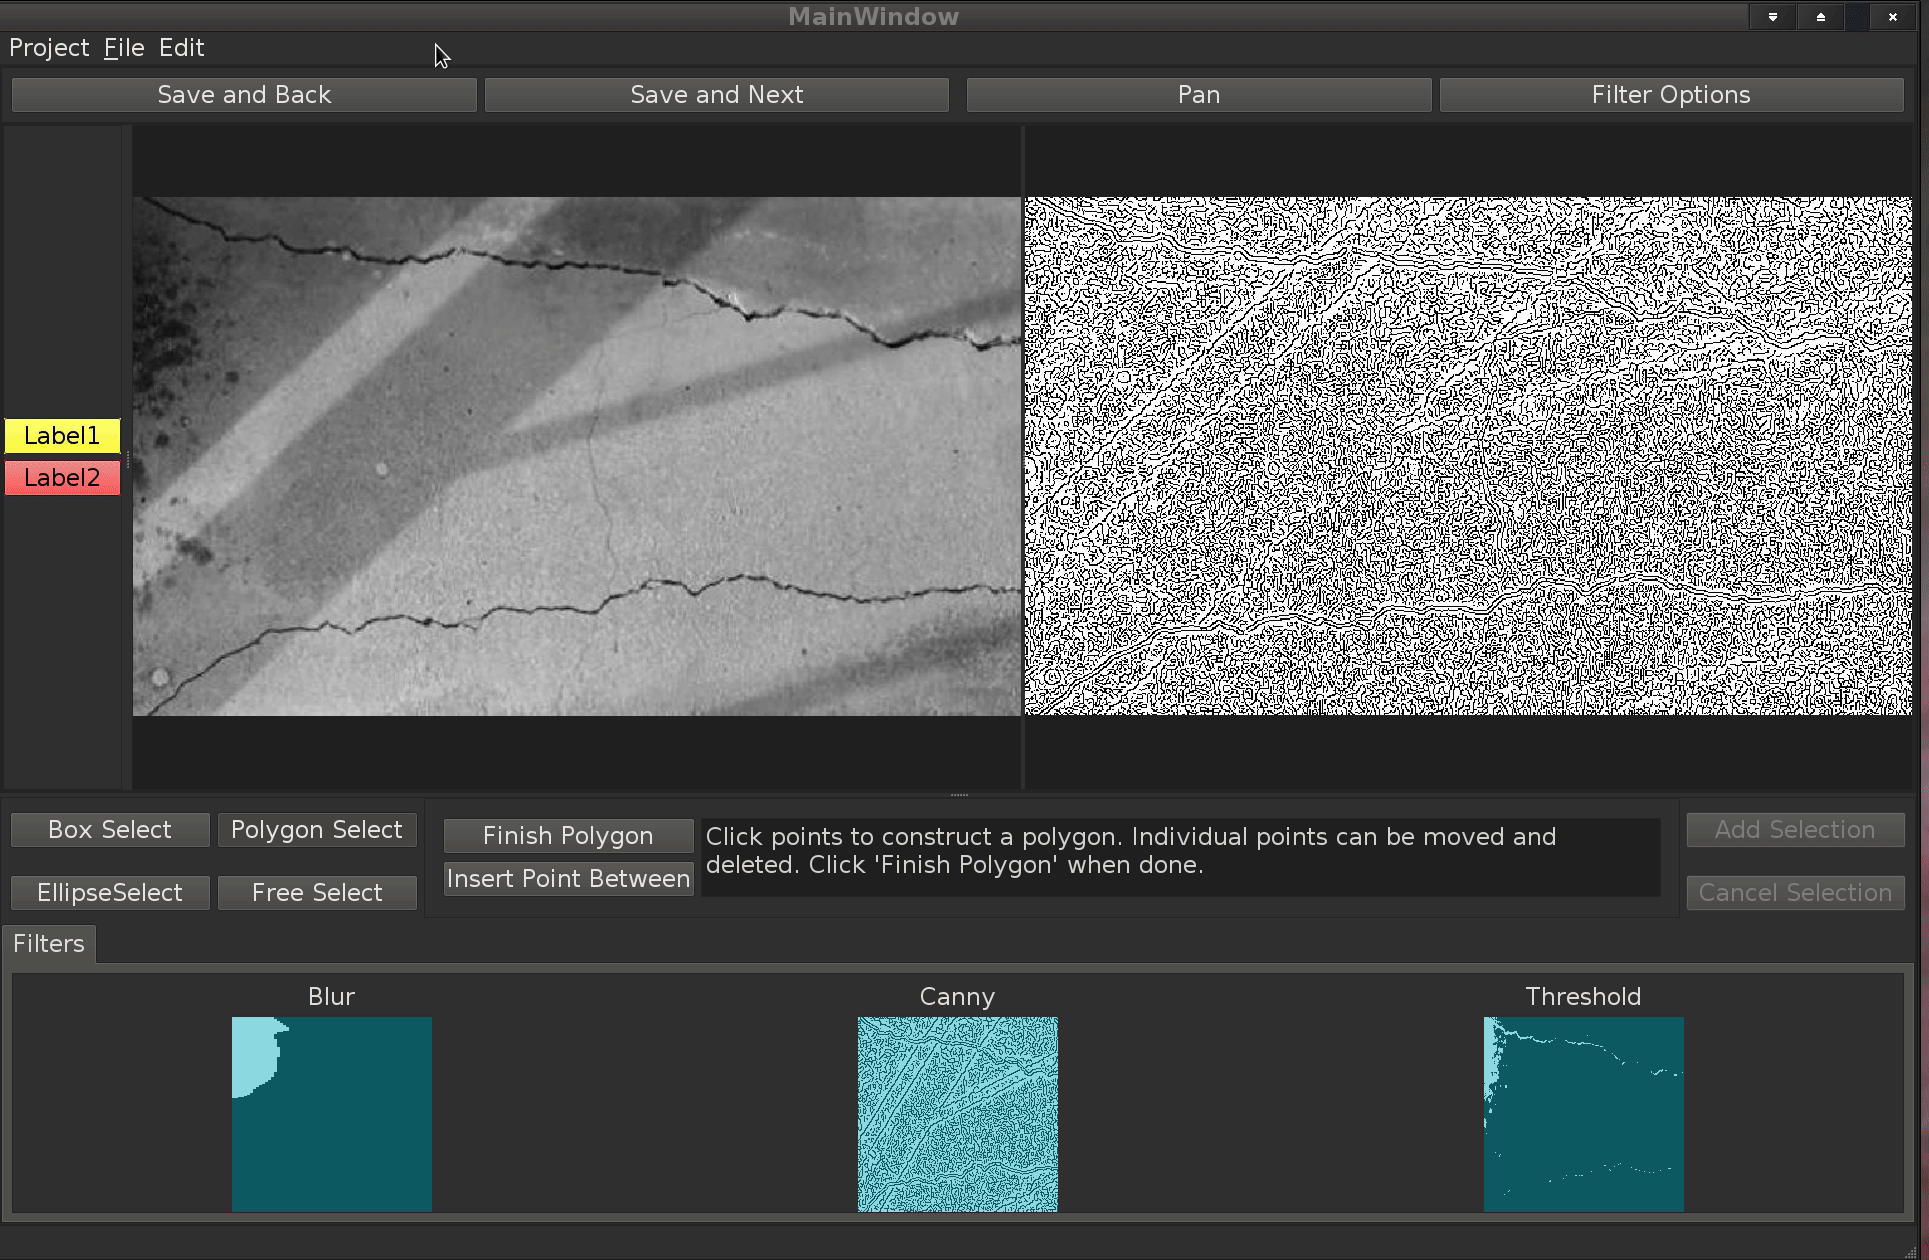 MainWindow
Project File Edit
Save and Back Save and Next Pan Filter Options
Label1
Label2
Box Select Polygon Select
EllipseSelect Free Select
Finish Polygon
Insert Point Between
Click points to construct a polygon. Individual points can be moved and
deleted. Click 'Finish Polygon' when done.
Add Selection
Cancel Selection
Filters
Blur Canny Threshold